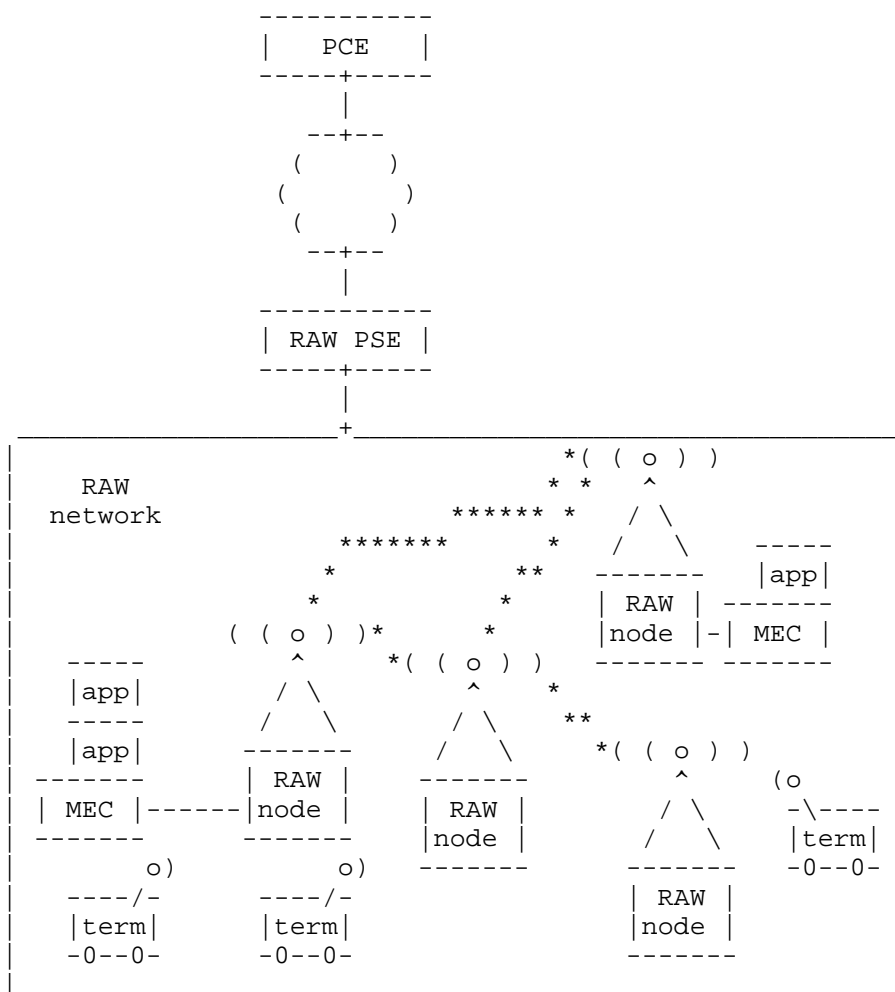 PCE
RAW PSE
RAW
network
app
RAW
node
MEC
app
app
RAW
node
MEC
RAW
node
term
term
term
RAW
node